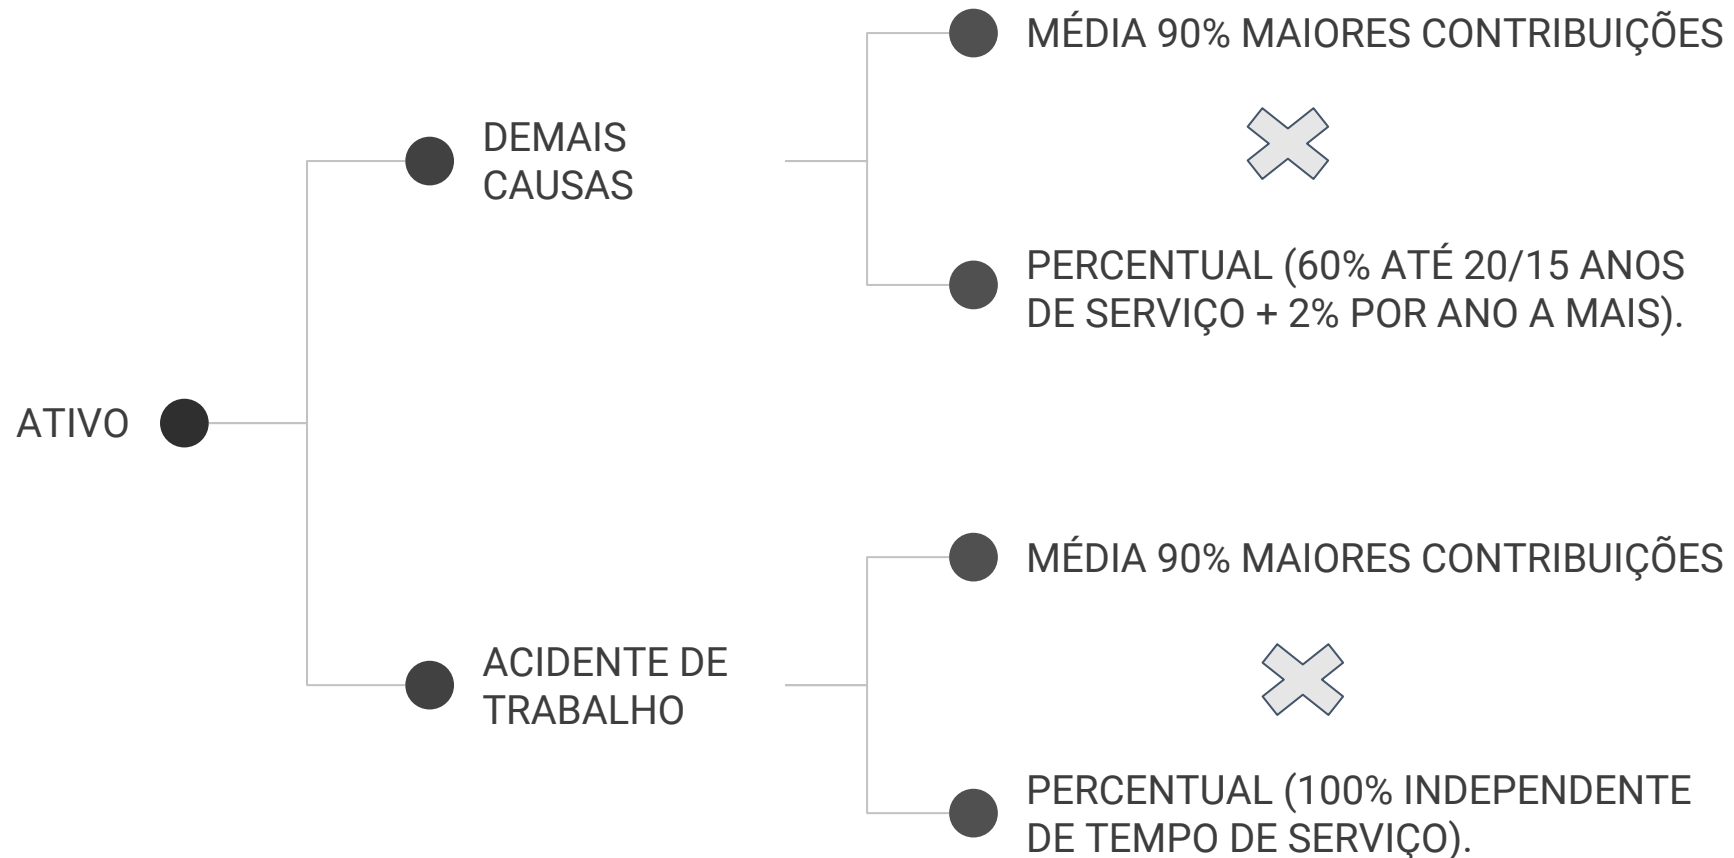 MÉDIA 90% MAIORES CONTRIBUIÇÕES
DEMAIS
CAUSAS
PERCENTUAL (60% ATÉ 20/15 ANOS
DE SERVIÇO + 2% POR ANO A MAIS).
ATIVO
MÉDIA 90% MAIORES CONTRIBUIÇÕES
ACIDENTE DE
TRABALHO
PERCENTUAL (100% INDEPENDENTE
DE TEMPO DE SERVIÇO).